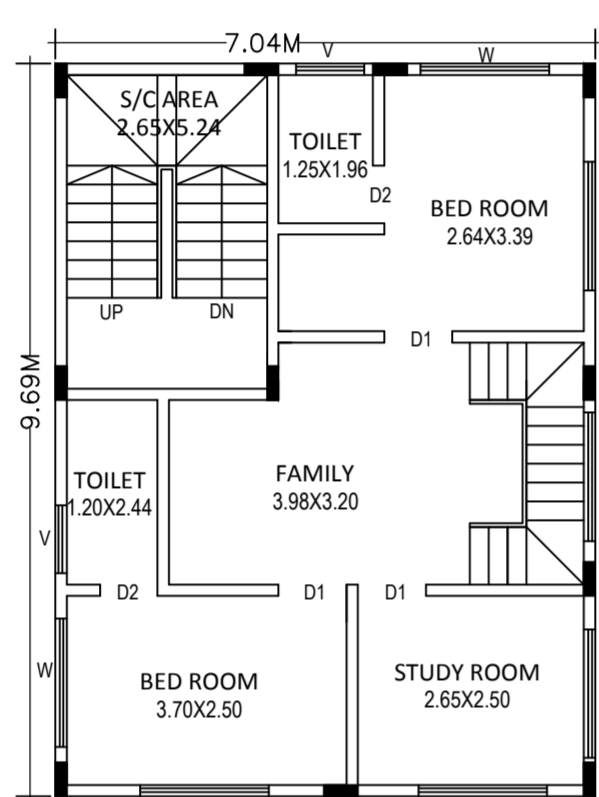 7.04M
V
W
S/C AREA
2.65X5.24
TOILET
1.25X1.96
D2
BED ROOM
2.64X3.39
UP
DN
D1
9.69M
TOILET
1.20X2.44
FAMILY
3.98X3.20
V
D2
D1
D1
W
BED ROOM
3.70X2.50
STUDY ROOM
2.65X2.50